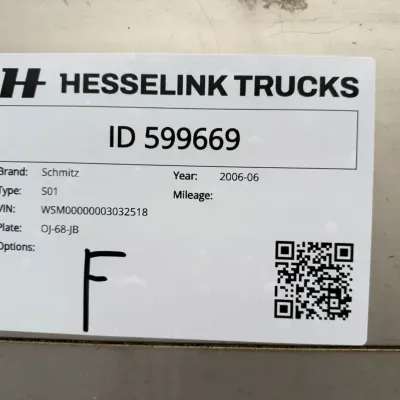 H HESSELINK TRUCKS
ID 599669
Brand: Schmitz Year: 2006-06
Type: S01 Mileage:
VIN: WSM00000003032518
Plate: OJ-68-JB
Options:
F